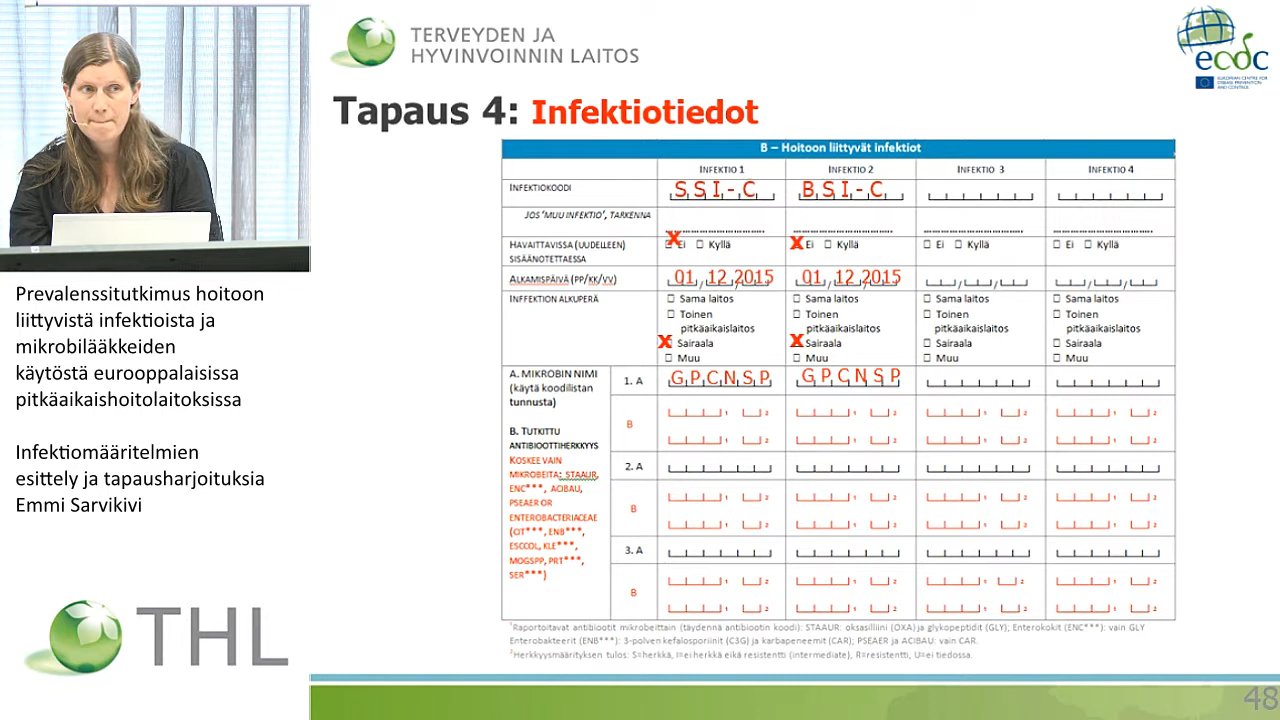 TERVEYDEN JA
HYVINVOINNIN LAITOS
ecdc
EUROPEAN CENTRE FOR
DISEASE PREVENTION
AND CONTROL
Tapaus 4: Infektiotiedot
B – Hoitoon liittyvät infektiot
INFEKTIO 1 INFEKTIO 2 INFEKTIO 3 INFEKTIO 4
INFEKTIOKOODI S S I - C B S I - C
JOS 'MUU INFEKTIO', TARKENNA
HAVAITTAVISSA (UUDELLEEN) SISÄÄNOTETTAESSA X Ei Kyllä X Ei Kyllä Ei Kyllä Ei Kyllä
ALKAMISPÄIVÄ (PP/KK/VV) 01 / 12 / 2015 01 / 12 / 2015
INFFEKTION ALKUPERÄ
Sama laitos Sama laitos Sama laitos Sama laitos
Toinen Toinen Toinen Toinen
pitkäaikaislaitos pitkäaikaislaitos pitkäaikaislaitos pitkäaikaislaitos
X Sairaala X Sairaala Sairaala Sairaala
Muu Muu Muu Muu
A. MIKROBIN NIMI
(käytä koodilistan
tunnusta)
1. A G P C N S P G P C N S P
B
B. TUTKITTU
ANTIBIOOTTIHERKKYYS
KOSKEE VAIN
MIKROBEITA: STAAUR,
ENC***, ACIBAU,
PSEAER OR
ENTEROBACTERIACEAE
(CIT***, ENB***,
ESCCOL, KLE***,
MOGSPP, PRT***,
SER***)
2. A
B
3. A
B
¹Raportoitavat antibiootit mikrobeittain (täydennä antibiootin koodi): STAAUR: oksasilliini (OXA) ja glykopeptidit (GLY); Enterokokit (ENC***): vain GLY
Enterobakteerit (ENB***): 3-polven kefalosporiinit (C3G) ja karbapeneemit (CAR); PSEAER ja ACIBAU: vain CAR.
²Herkkyysmäärityksen tulos: S=herkkä, I=ei herkkä eikä resistentti (intermediate), R=resistentti, U=ei tiedossa.
Prevalenssitutkimus hoitoon
liittyvistä infektioista ja
mikrobilääkkeiden
käytöstä eurooppalaisissa
pitkäaikaishoitolaitoksissa
Infektiomääritelmien
esittely ja tapausharjoituksia
Emmi Sarvikivi
THL
48